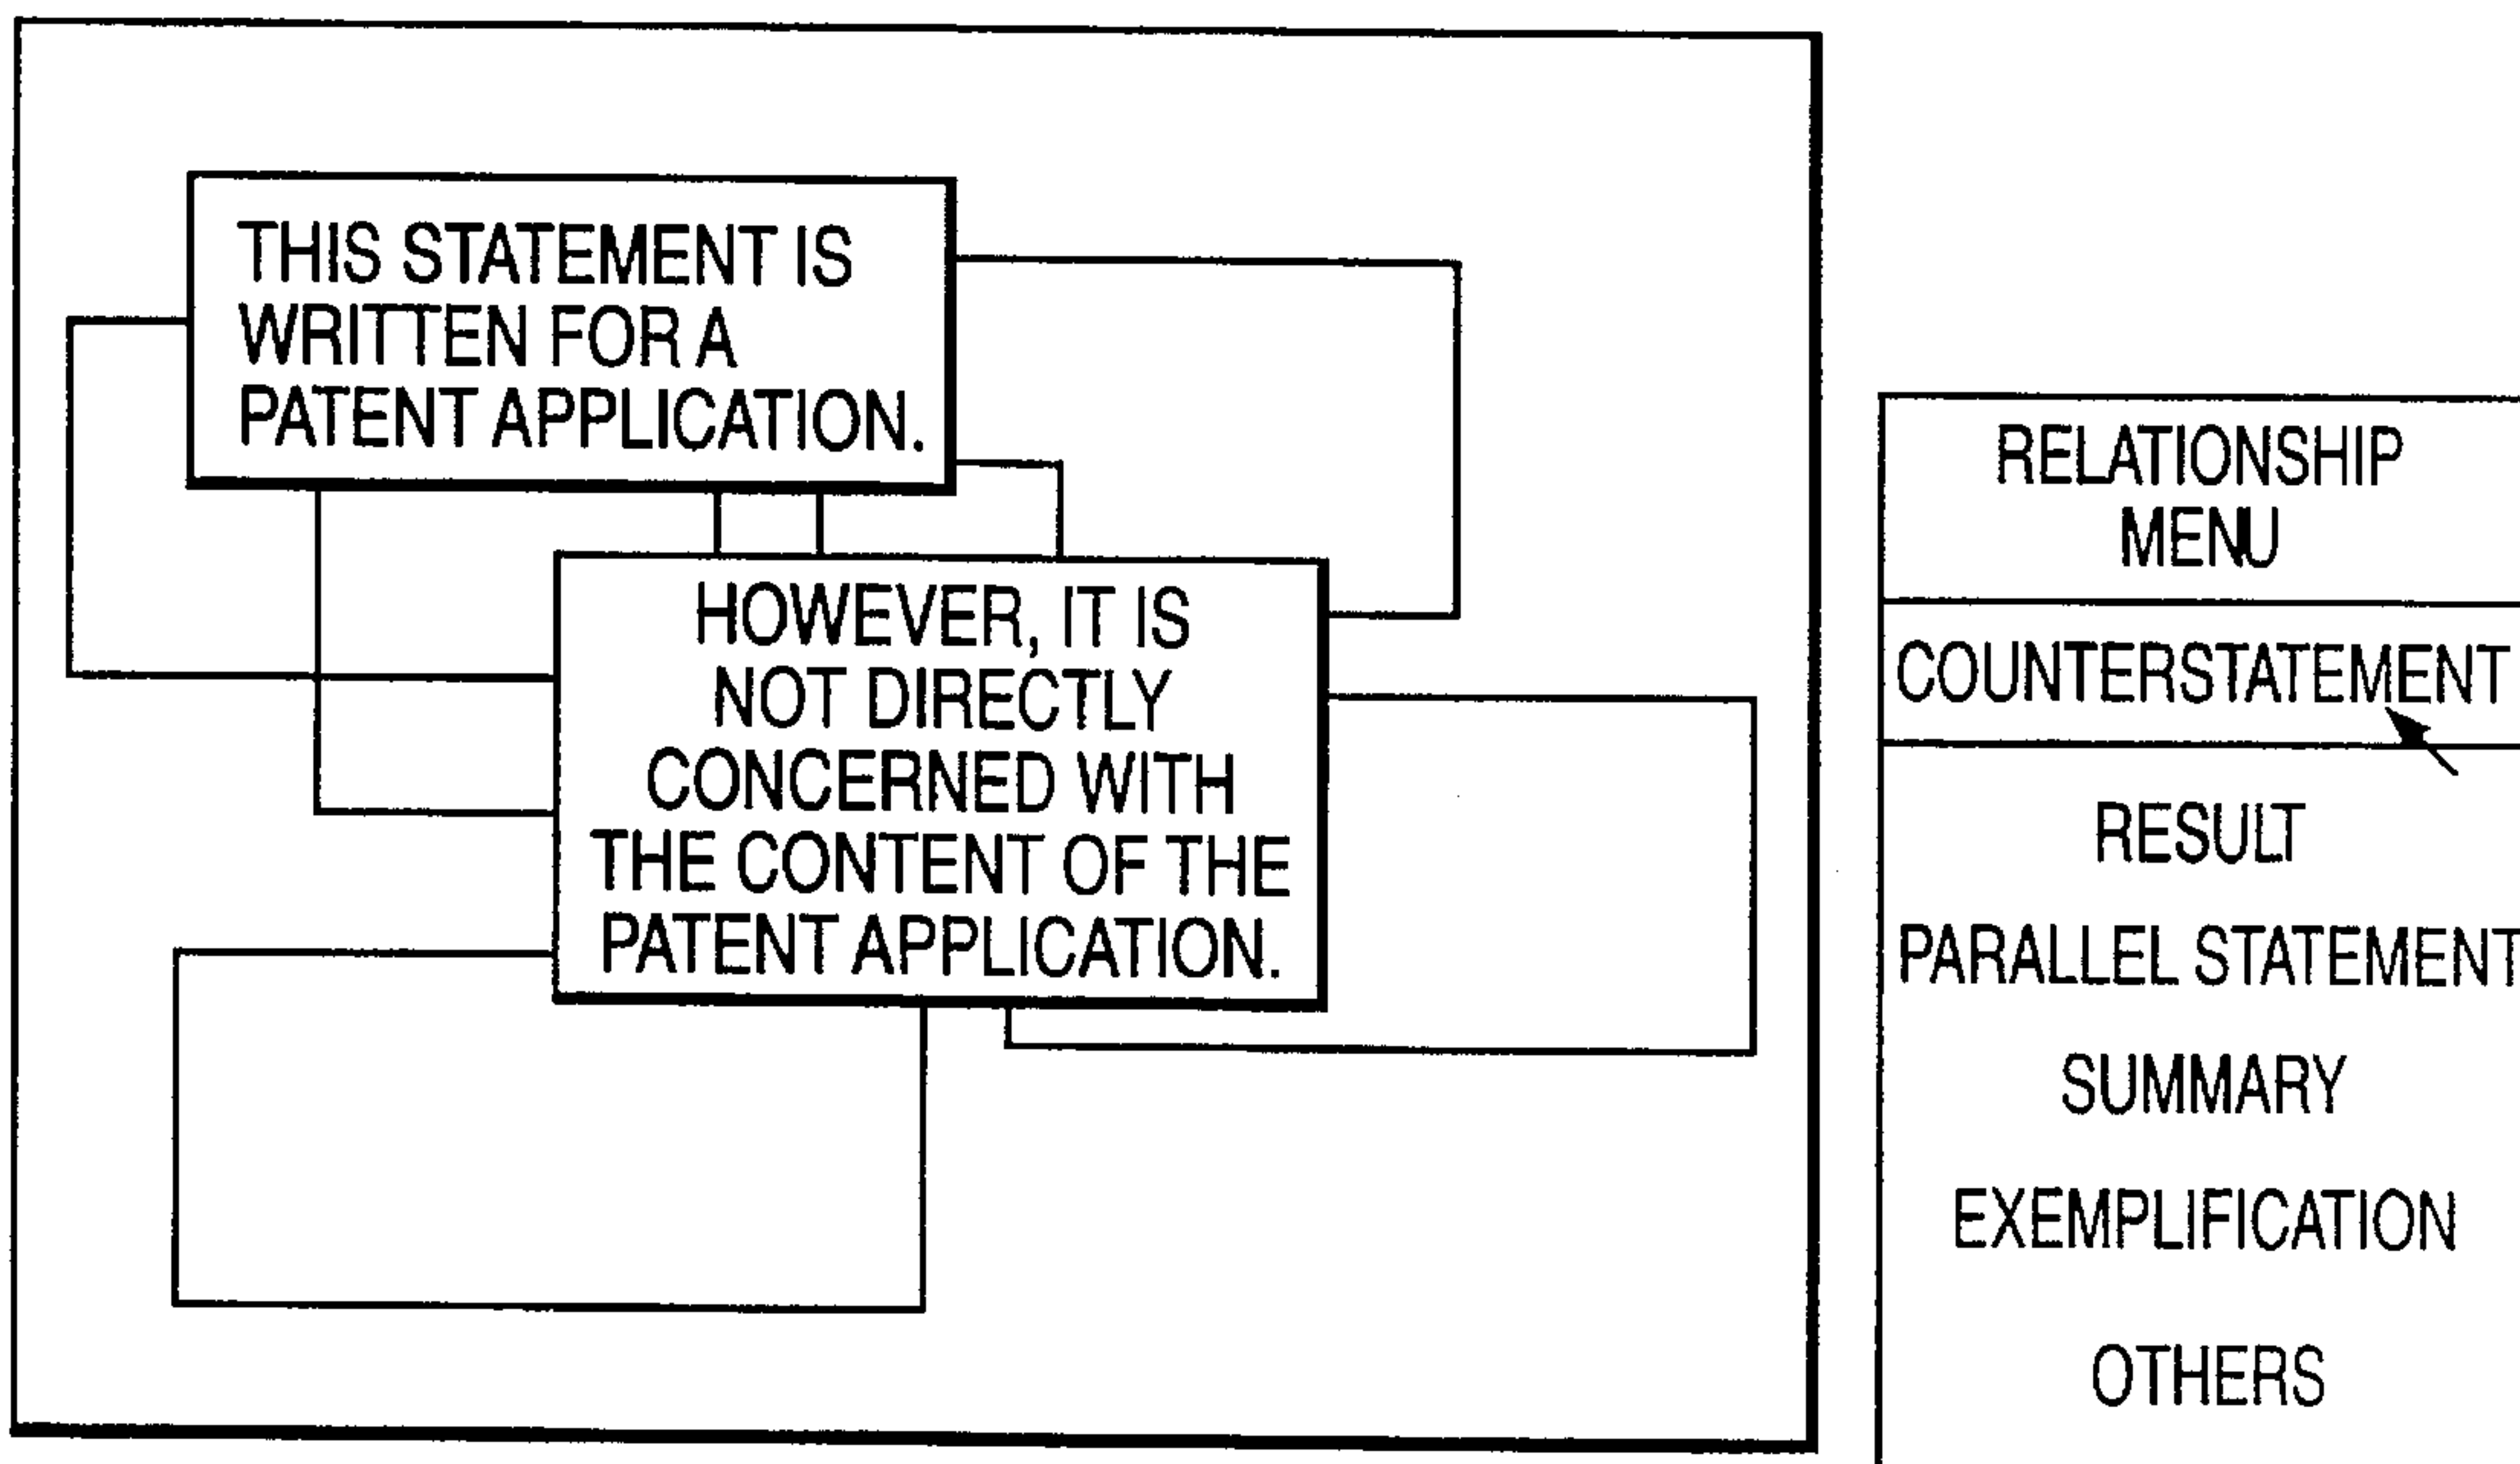 THIS STATEMENT IS
WRITTEN FOR A
PATENT APPLICATION.
HOWEVER, IT IS
NOT DIRECTLY
CONCERNED WITH
THE CONTENT OF THE
PATENT APPLICATION.
RELATIONSHIP
MENU
COUNTERSTATEMENT
RESULT
PARALLEL STATEMENT
SUMMARY
EXEMPLIFICATION
OTHERS